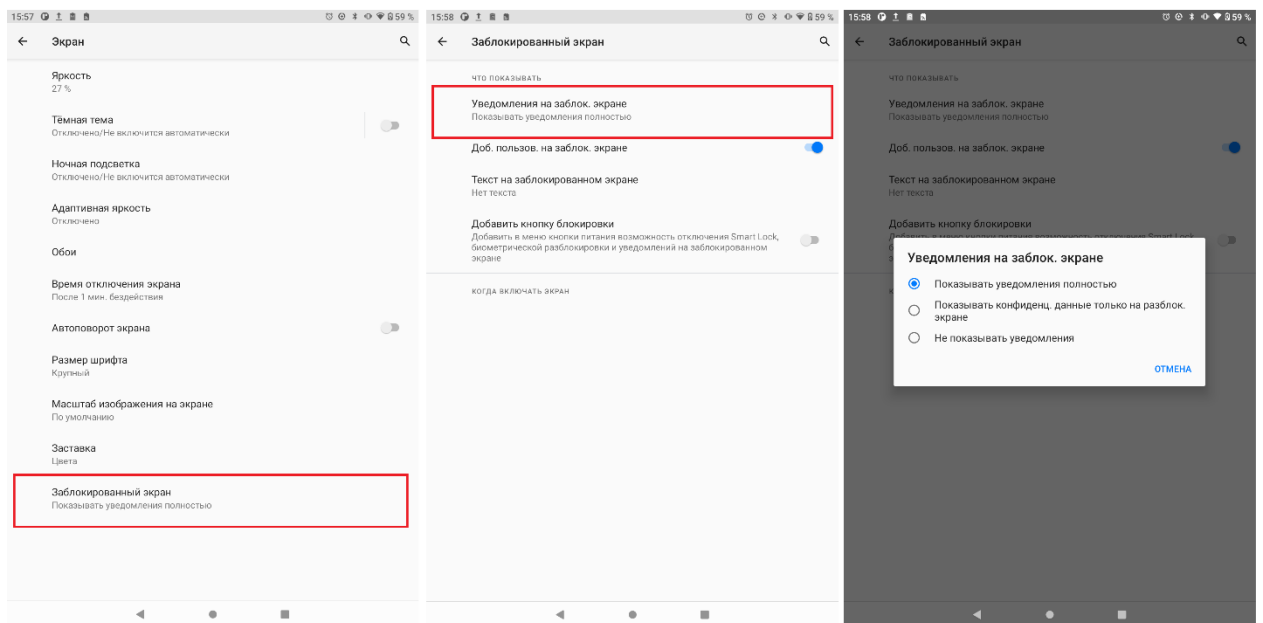 15:57
59 %
Экран
Яркость
27 %
Тёмная тема
Отключено/Не включится автоматически
Ночная подсветка
Отключено/Не включится автоматически
Адаптивная яркость
Отключено
Обои
Время отключения экрана
После 1 мин. бездействия
Автоповорот экрана
Размер шрифта
Крупный
Масштаб изображения на экране
По умолчанию
Заставка
Цвета
Заблокированный экран
Показывать уведомления полностью
15:58
59 %
Заблокированный экран
ЧТО ПОКАЗЫВАТЬ
Уведомления на заблок. экране
Показывать уведомления полностью
Доб. пользов. на заблок. экране
Текст на заблокированном экране
Нет текста
Добавить кнопку блокировки
Добавить в меню кнопки питания возможность отключения Smart Lock,
биометрической разблокировки и уведомлений на заблокированном
экране
КОГДА ВКЛЮЧАТЬ ЭКРАН
15:58
59 %
Заблокированный экран
ЧТО ПОКАЗЫВАТЬ
Уведомления на заблок. экране
Показывать уведомления полностью
Доб. пользов. на заблок. экране
Текст на заблокированном экране
Нет текста
Добавить кнопку блокировки
Уведомления на заблок. экране
Показывать уведомления полностью
Показывать конфиденц. данные только на разблок.
экране
Не показывать уведомления
ОТМЕНА